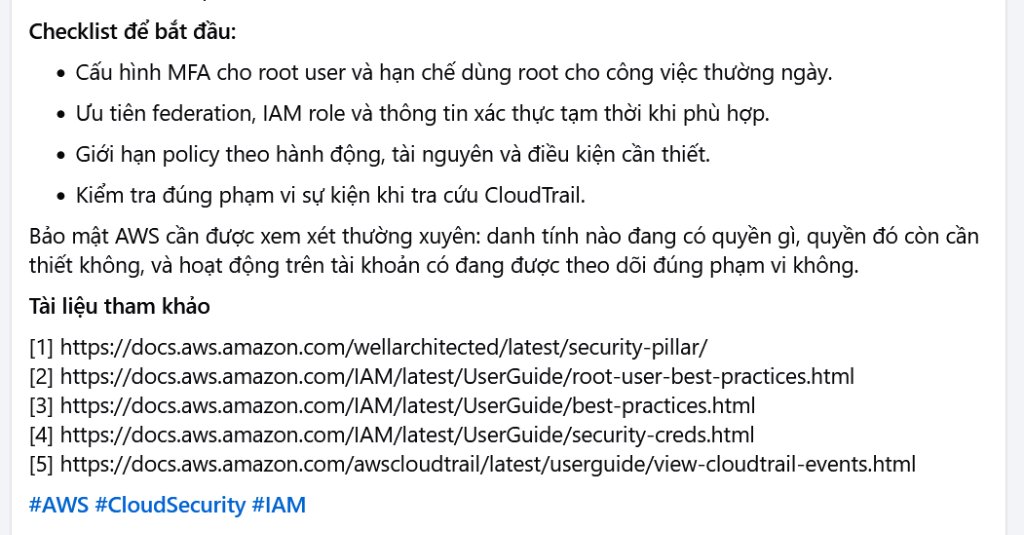 Checklist để bắt đầu:
• Cấu hình MFA cho root user và hạn chế dùng root cho công việc thường ngày.
• Ưu tiên federation, IAM role và thông tin xác thực tạm thời khi phù hợp.
• Giới hạn policy theo hành động, tài nguyên và điều kiện cần thiết.
• Kiểm tra đúng phạm vi sự kiện khi tra cứu CloudTrail.
Bảo mật AWS cần được xem xét thường xuyên: danh tính nào đang có quyền gì, quyền đó còn cần
thiết không, và hoạt động trên tài khoản có đang được theo dõi đúng phạm vi không.
Tài liệu tham khảo
[1] https://docs.aws.amazon.com/wellarchitected/latest/security-pillar/
[2] https://docs.aws.amazon.com/IAM/latest/UserGuide/root-user-best-practices.html
[3] https://docs.aws.amazon.com/IAM/latest/UserGuide/best-practices.html
[4] https://docs.aws.amazon.com/IAM/latest/UserGuide/security-creds.html
[5] https://docs.aws.amazon.com/awscloudtrail/latest/userguide/view-cloudtrail-events.html
#AWS #CloudSecurity #IAM